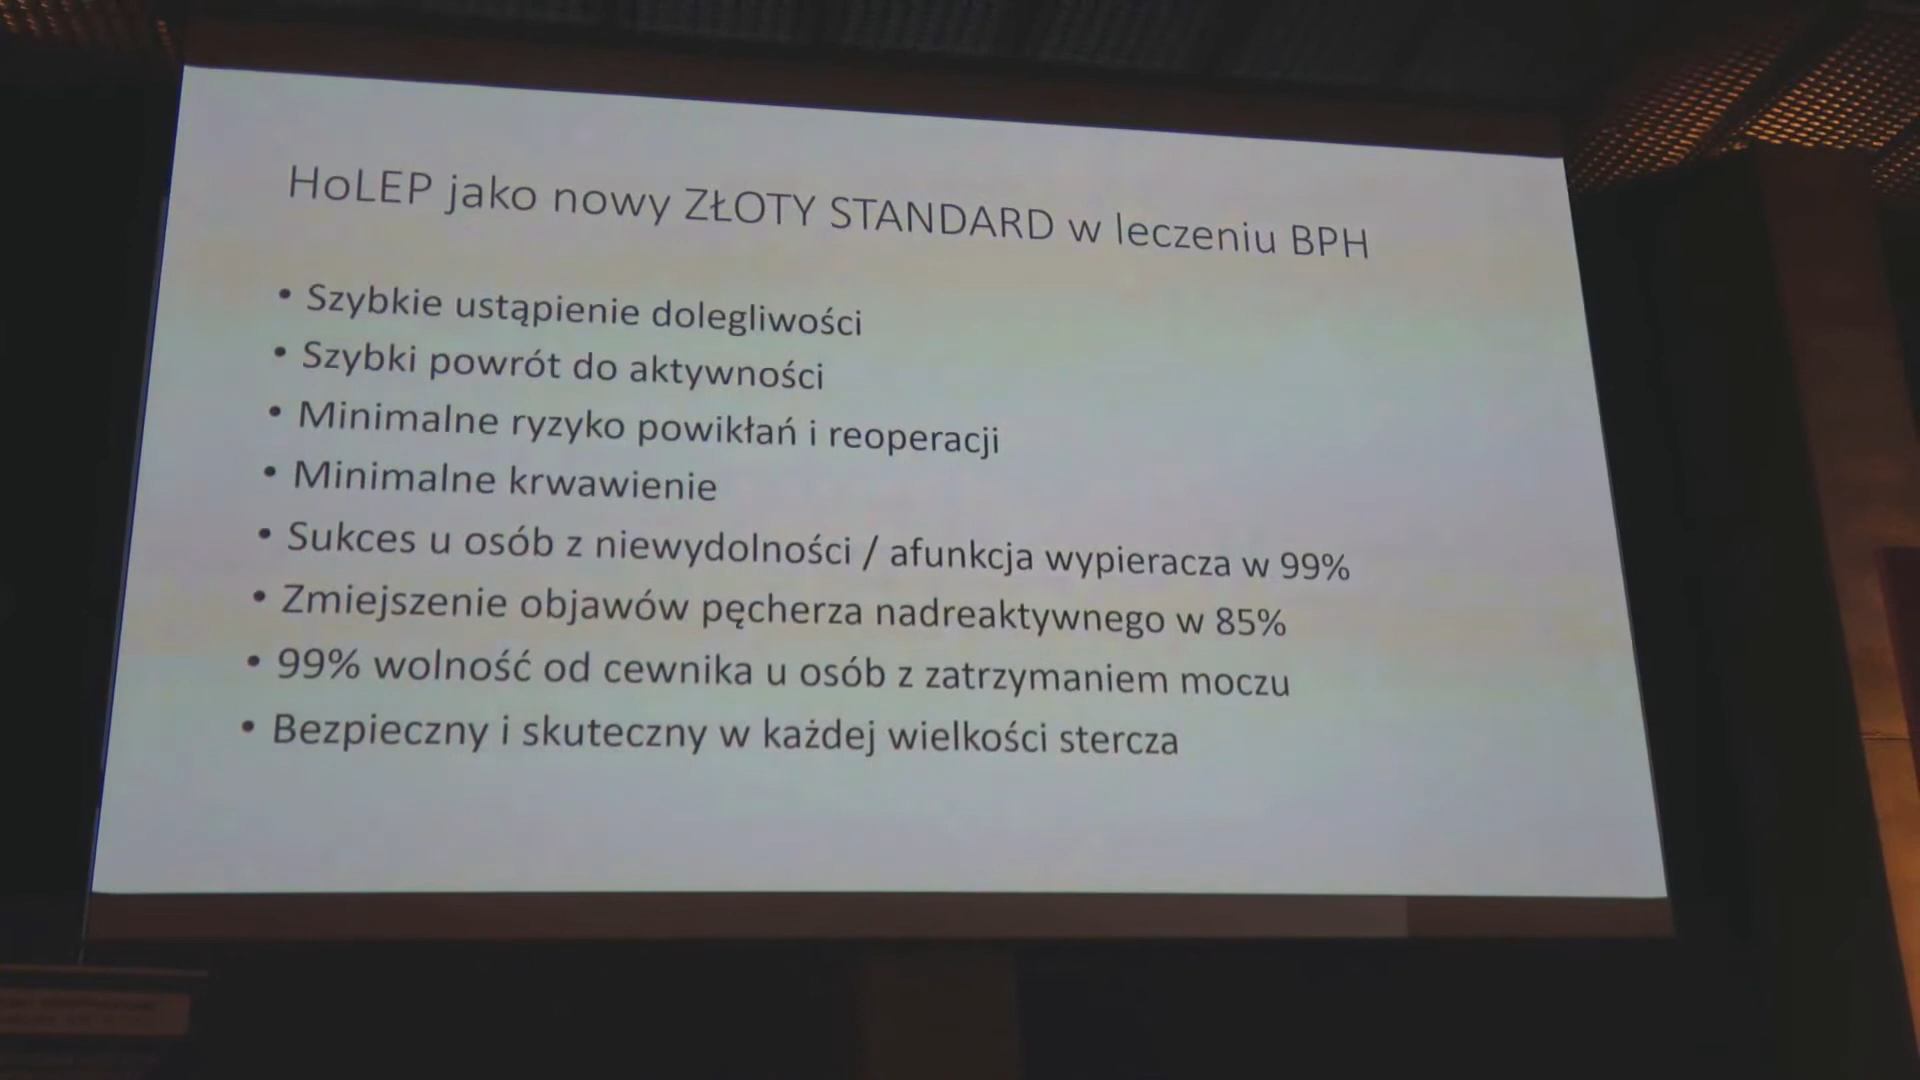 HoLEP jako nowy ZŁOTY STANDARD w leczeniu BPH
• Szybkie ustąpienie dolegliwości
• Szybki powrót do aktywności
• Minimalne ryzyko powikłań i reoperacji
• Minimalne krwawienie
• Sukces u osób z niewydolności / afunkcja wypieracza w 99%
• Zmiejszenie objawów pęcherza nadreaktywnego w 85%
• 99% wolność od cewnika u osób z zatrzymaniem moczu
• Bezpieczny i skuteczny w każdej wielkości stercza